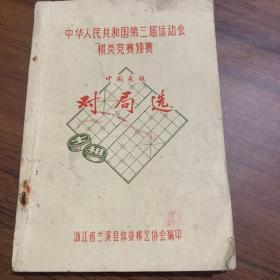 中华人民共和国第三届运动会
棋类竞赛预赛
中国象棋
对局选
士 相
浙江省兰溪县体委棋艺协会编印